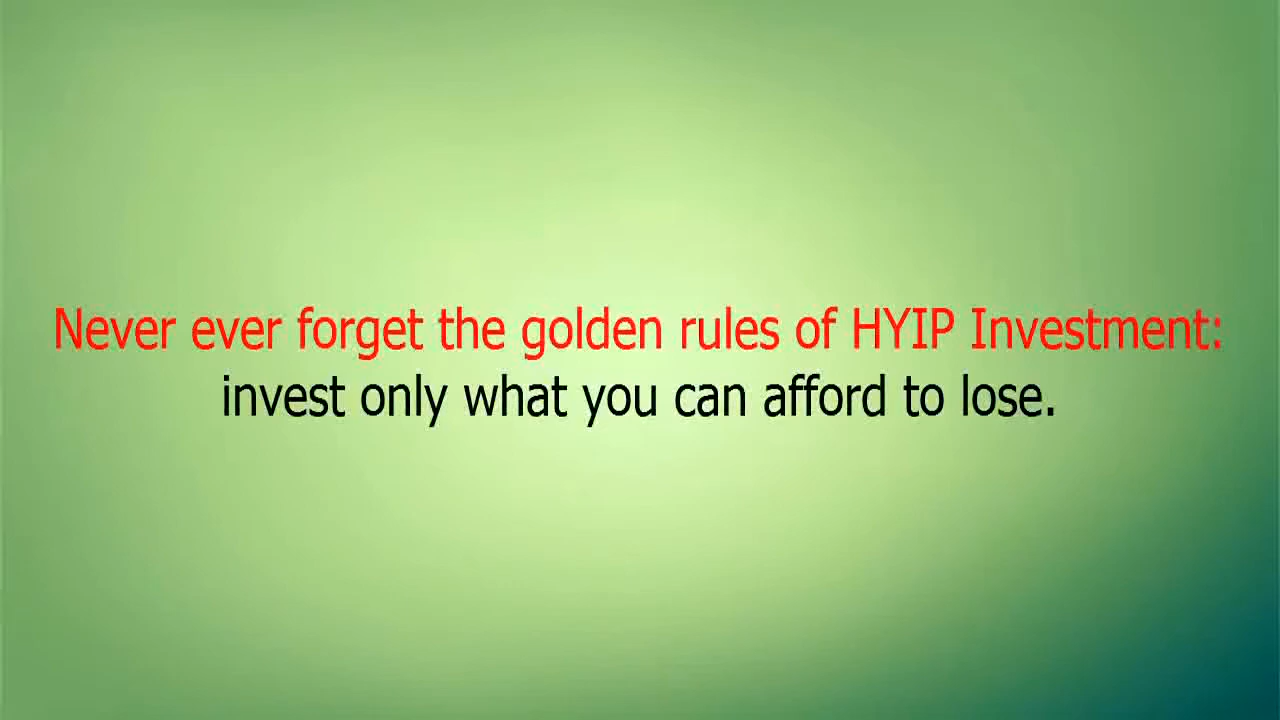 Never ever forget the golden rules of HYIP Investment:
invest only what you can afford to lose.